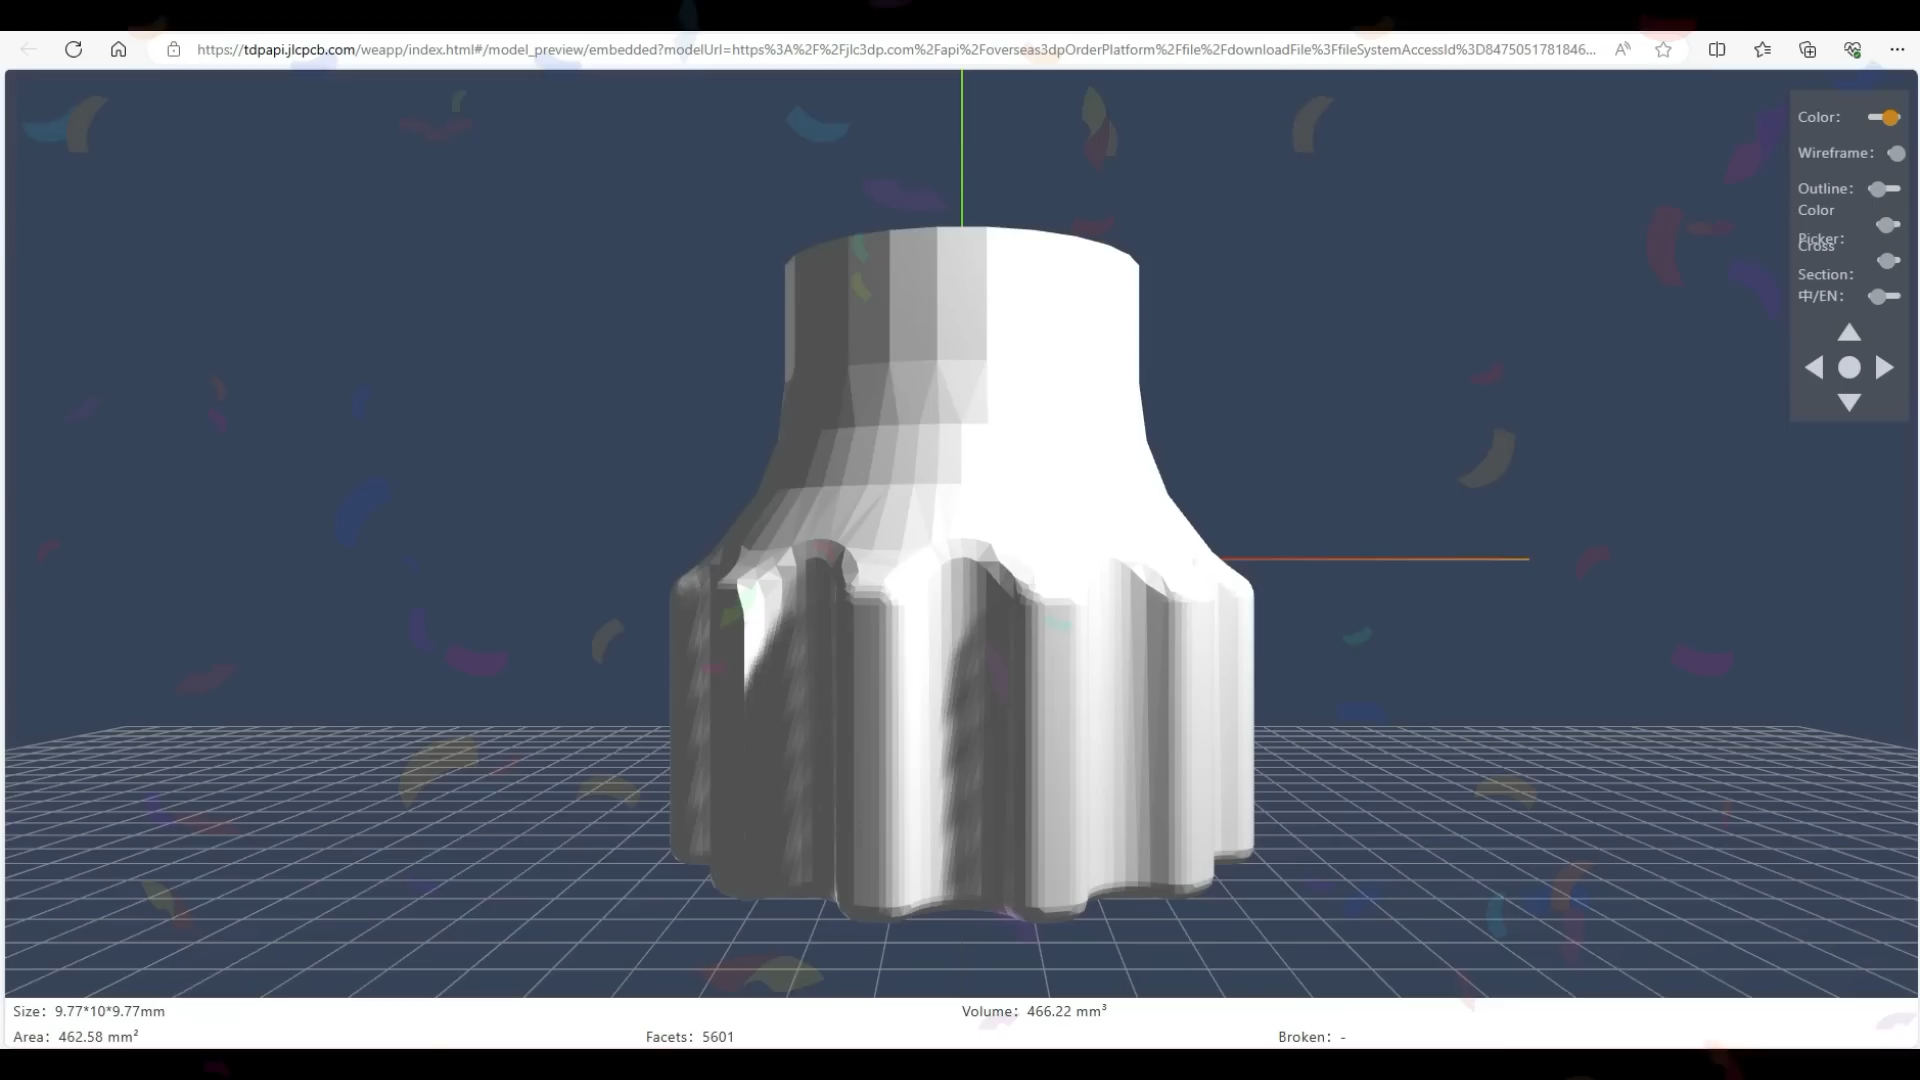 https://tdpapi.jlcpcb.com/weapp/index.html#/model_preview/embedded?modelUrl=https%3A%2F%2Fjlc3dp.com%2Fapi%2Foverseas3dpOrderPlatform%2Ffile%2FdownloadFile%3FfileSystemAccessId%3D8475051781846...
Color:
Wireframe:
Outline:
Color
Picker:
Cross
Section:
中/EN:
Size: 9.77*10*9.77mm
Volume: 466.22 mm³
Area: 462.58 mm²
Facets: 5601
Broken: -